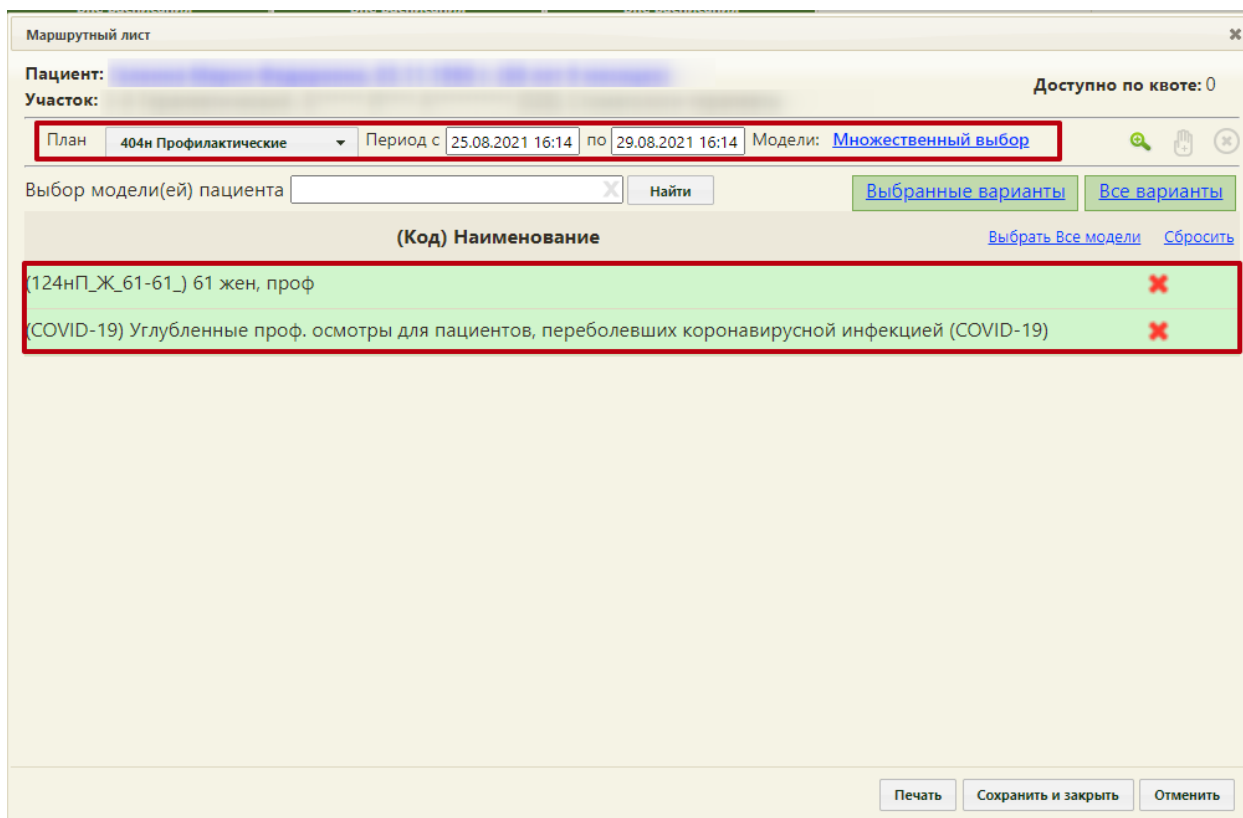 Маршрутный лист
Пациент:
Участок:
Доступно по квоте: 0
План 404н Профилактические Период с 25.08.2021 16:14 по 29.08.2021 16:14 Модели: Множественный выбор
Выбор модели(ей) пациента Найти Выбранные варианты Все варианты
(Код) Наименование Выбрать Все модели Сбросить
(124нП_Ж_61-61_) 61 жен, проф
(COVID-19) Углубленные проф. осмотры для пациентов, переболевших коронавирусной инфекцией (COVID-19)
Печать Сохранить и закрыть Отменить